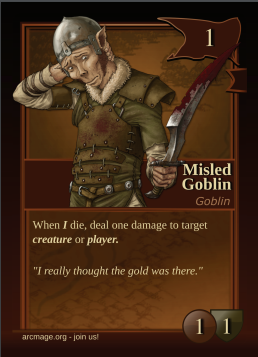 1
Misled
Goblin
Goblin
When I die, deal one damage to target
creature or player.
"I really thought the gold was there."
1 1
arcmage.org - join us!